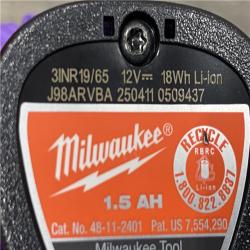 3INR19/65 12V⎓ 18Wh Li-ion
J98ARVBA 250411 0509437
Milwaukee
RECYCLE
RBRC
Li-ion
1.800.822.8837
1.5 AH
Cat. No. 48-11-2401 Pat. US 7,554,290
Milwaukee Tool